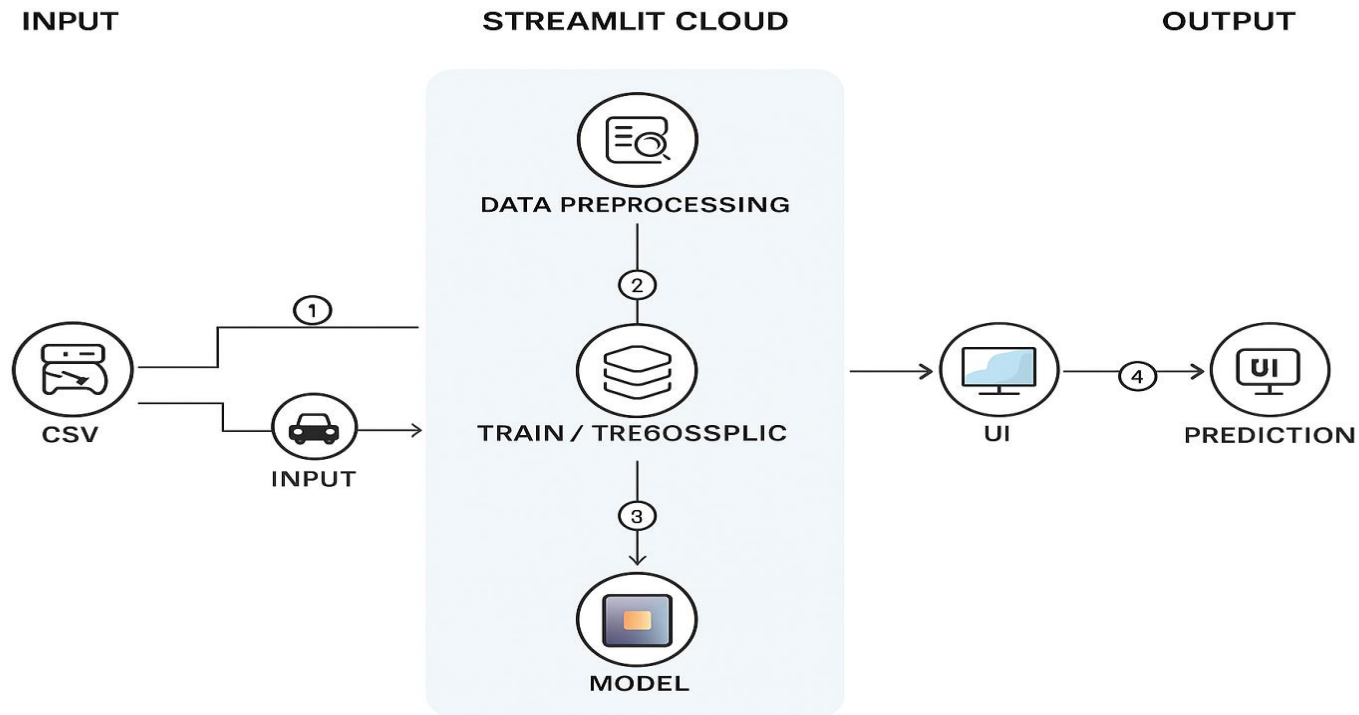 INPUT
STREAMLIT CLOUD
OUTPUT
DATA PREPROCESSING
1
2
CSV
INPUT
TRAIN / TRE6OSSPLIC
UI
4
UI
PREDICTION
3
MODEL